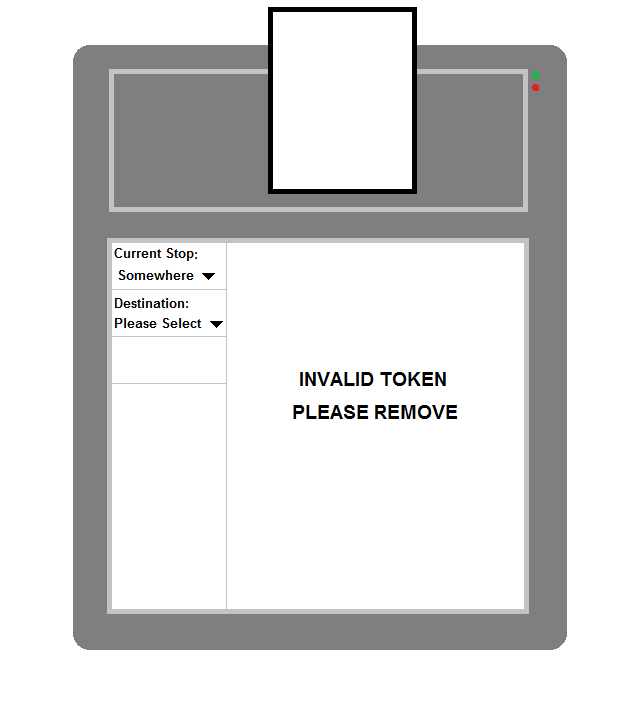 Current Stop:
Somewhere
Destination:
Please Select
INVALID TOKEN
PLEASE REMOVE